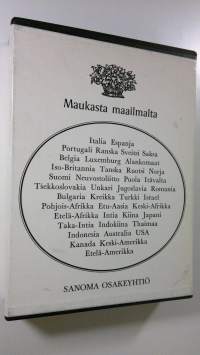 Maukasta maailmalta
Italia Espanja
Portugali Ranska Sveitsi Saksa
Belgia Luxemburg Alankomaat
Iso-Britannia Tanska Ruotsi Norja
Suomi Neuvostoliitto Puola Itävalta
Tsekkoslovakia Unkari Jugoslavia Romania
Bulgaria Kreikka Turkki Israel
Pohjois-Afrikka Etu-Aasia Keski-Afrikka
Etelä-Afrikka Intia Kiina Japani
Taka-Intia Indokiina Thaimaa
Indonesia Australia USA
Kanada Keski-Amerikka
Etelä-Amerikka
SANOMA OSAKEYHTIÖ